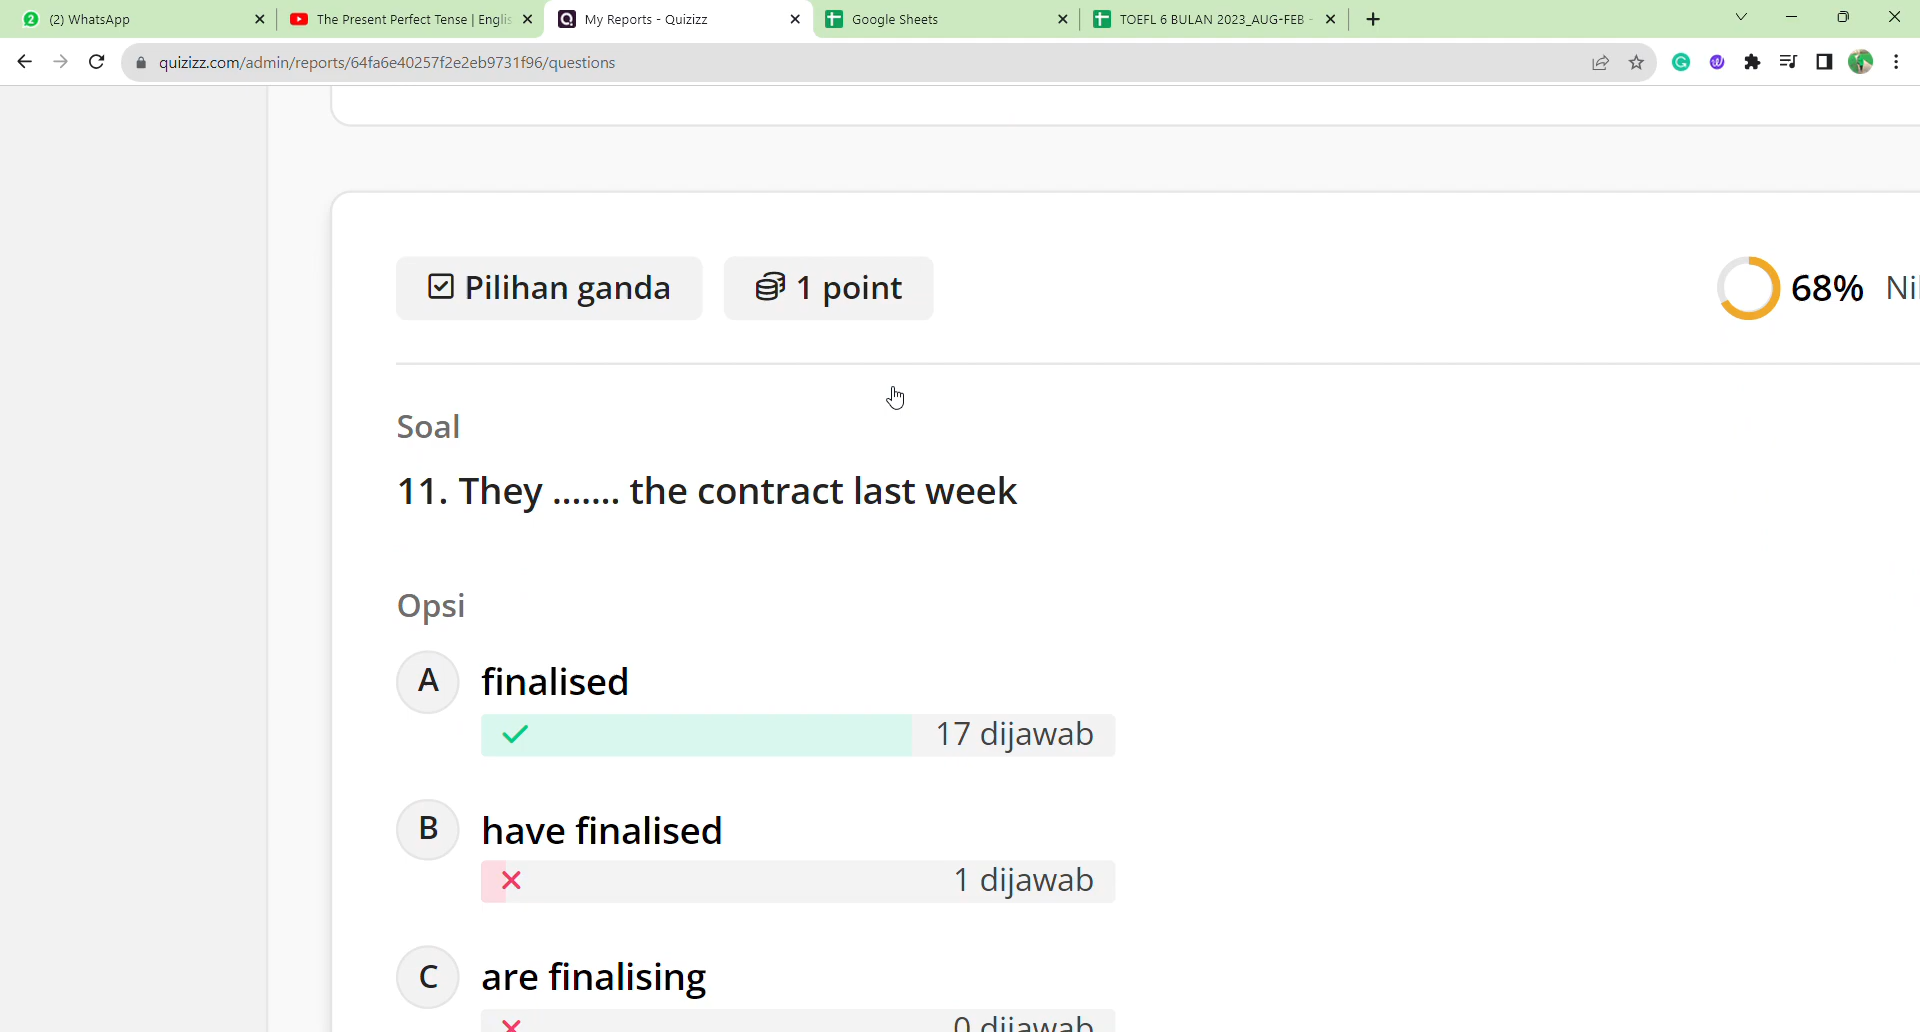 (2) WhatsApp
The Present Perfect Tense | Englis
My Reports - Quizizz
Google Sheets
TOEFL 6 BULAN 2023_AUG-FEB -
quizizz.com/admin/reports/64fa6e40257f2e2eb9731f96/questions
Pilihan ganda
1 point
68%
Soal
11. They ....... the contract last week
Opsi
A finalised
17 dijawab
B have finalised
1 dijawab
C are finalising
0 dijawab